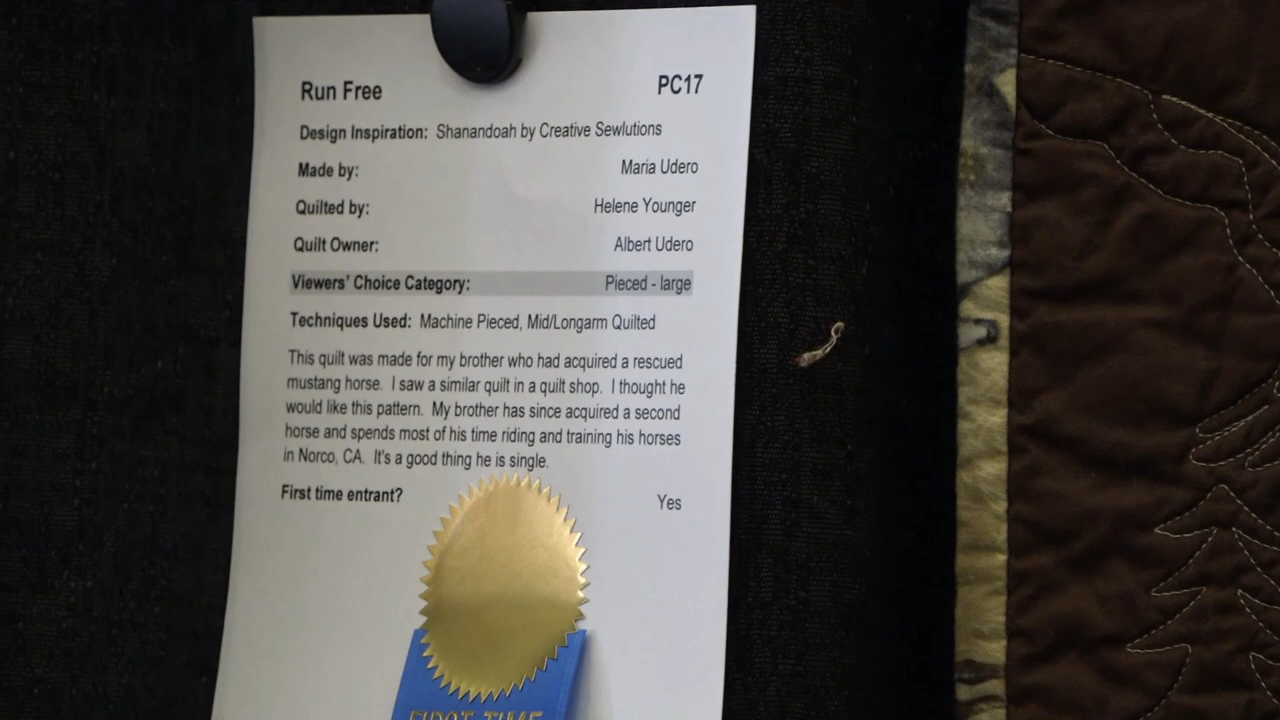 Run Free PC17
Design Inspiration: Shanandoah by Creative Sewlutions
Made by: Maria Udero
Quilted by: Helene Younger
Quilt Owner: Albert Udero
Viewers' Choice Category: Pieced - large
Techniques Used: Machine Pieced, Mid/Longarm Quilted
This quilt was made for my brother who had acquired a rescued
mustang horse. I saw a similar quilt in a quilt shop. I thought he
would like this pattern. My brother has since acquired a second
horse and spends most of his time riding and training his horses
in Norco, CA. It's a good thing he is single.
First time entrant? Yes
FIRST TIME